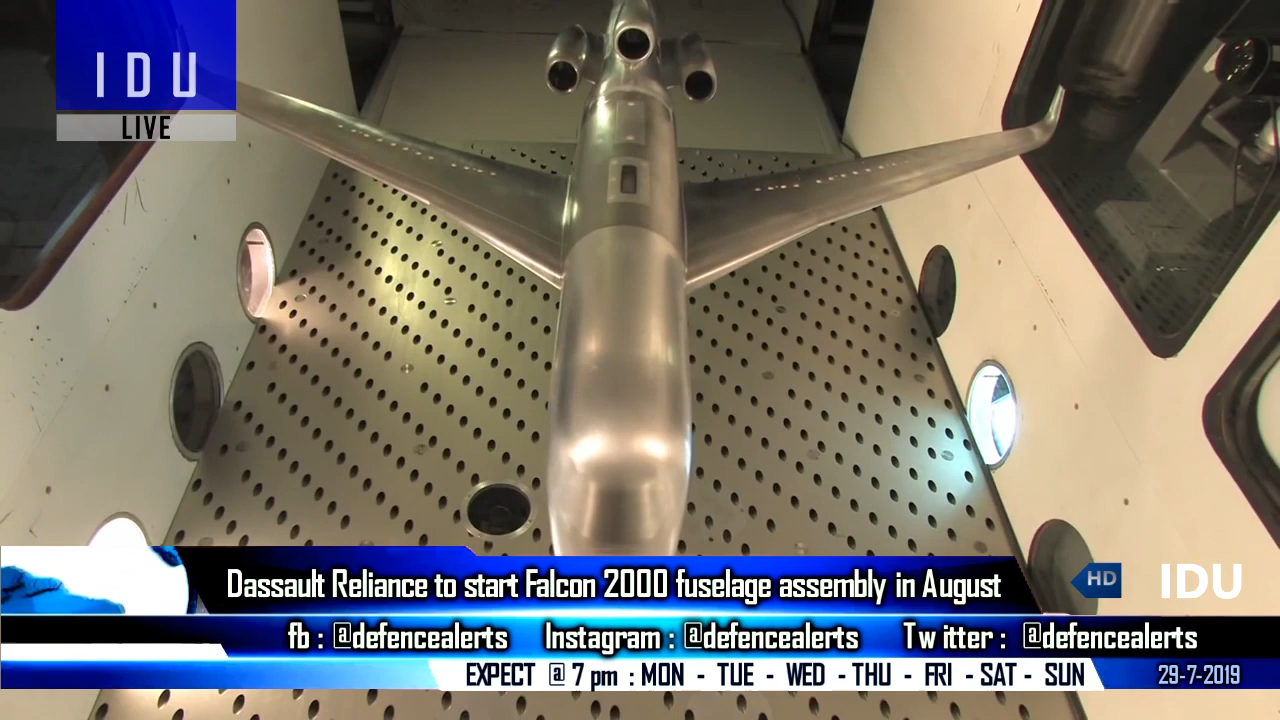 IDU
LIVE
Dassault Reliance to start Falcon 2000 fuselage assembly in August
HD IDU
fb : @defencealerts Instagram : @defencealerts Twitter : @defencealerts
EXPECT @ 7 pm : MON - TUE - WED - THU - FRI - SAT - SUN 29-7-2019